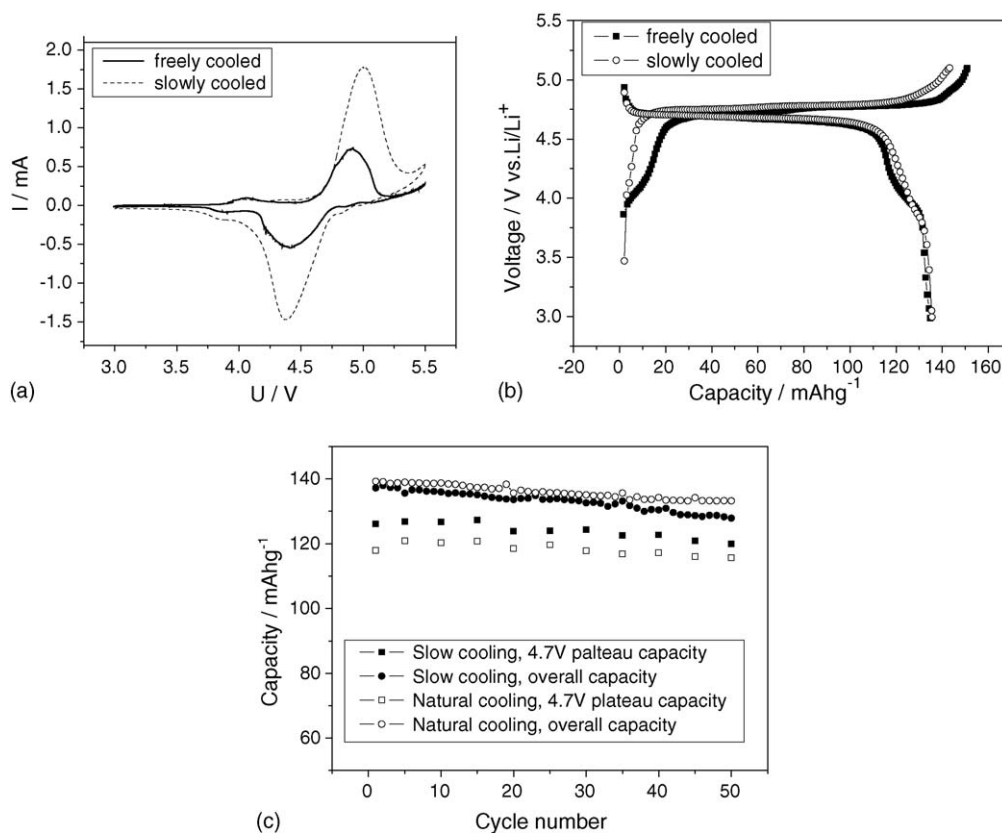 freely cooled
slowly cooled
2.0
1.5
1.0
0.5
0.0
-0.5
-1.0
-1.5
I / mA
3.0 3.5 4.0 4.5 5.0 5.5
U / V
(a)
freely cooled
slowly cooled
5.5
5.0
4.5
4.0
3.5
3.0
Voltage / V vs.Li/Li+
-20 0 20 40 60 80 100 120 140 160
Capacity / mAhg-1
(b)
140
120
100
80
60
Capacity / mAhg-1
Slow cooling, 4.7V palteau capacity
Slow cooling, overall capacity
Natural cooling, 4.7V plateau capacity
Natural cooling, overall capacity
0 10 20 30 40 50
Cycle number
(c)